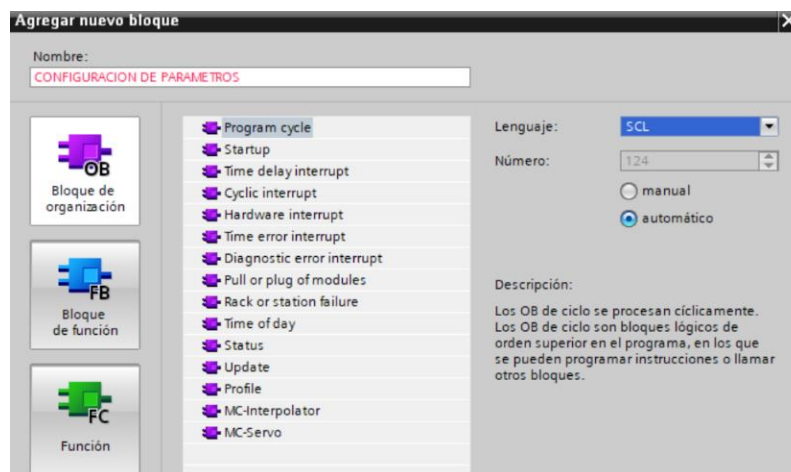 Agregar nuevo bloque
Nombre:
CONFIGURACION DE PARAMETROS
OB
Bloque de
organización
FB
Bloque
de función
FC
Función
Program cycle
Startup
Time delay interrupt
Cyclic interrupt
Hardware interrupt
Time error interrupt
Diagnostic error interrupt
Pull or plug of modules
Rack or station failure
Time of day
Status
Update
Profile
MC-Interpolator
MC-Servo
Lenguaje:
SCL
Número:
124
manual
automático
Descripción:
Los OB de ciclo se procesan cíclicamente.
Los OB de ciclo son bloques lógicos de
orden superior en el programa, en los que
se pueden programar instrucciones o llamar
otros bloques.